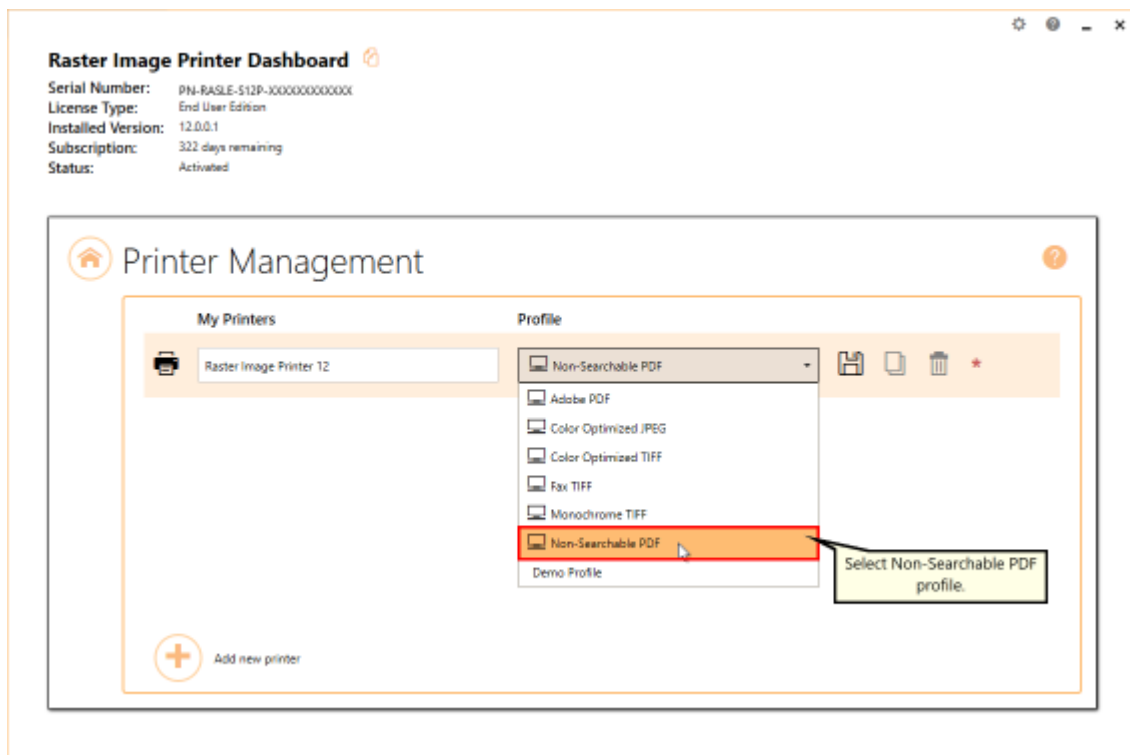 Raster Image Printer Dashboard
Serial Number: PN-RASLE-S12P-XXXXXXXXXXXX
License Type: End User Edition
Installed Version: 12.0.0.1
Subscription: 322 days remaining
Status: Activated
Printer Management
?
My Printers Profile
Raster Image Printer 12 Non-Searchable PDF *
Adobe PDF
Color Optimized JPEG
Color Optimized TIFF
Fax TIFF
Monochrome TIFF
Non-Searchable PDF
Demo Profile
Select Non-Searchable PDF
profile.
Add new printer